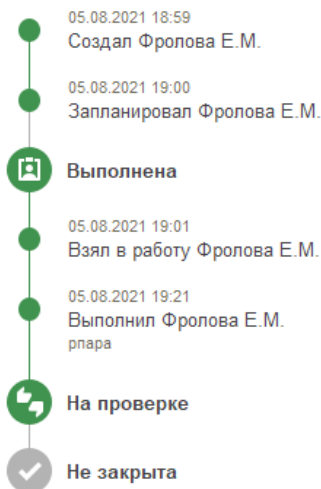 05.08.2021 18:59
Создал Фролова Е.М.
05.08.2021 19:00
Запланировал Фролова Е.М.
Выполнена
05.08.2021 19:01
Взял в работу Фролова Е.М.
05.08.2021 19:21
Выполнил Фролова Е.М.
рпара
На проверке
Не закрыта